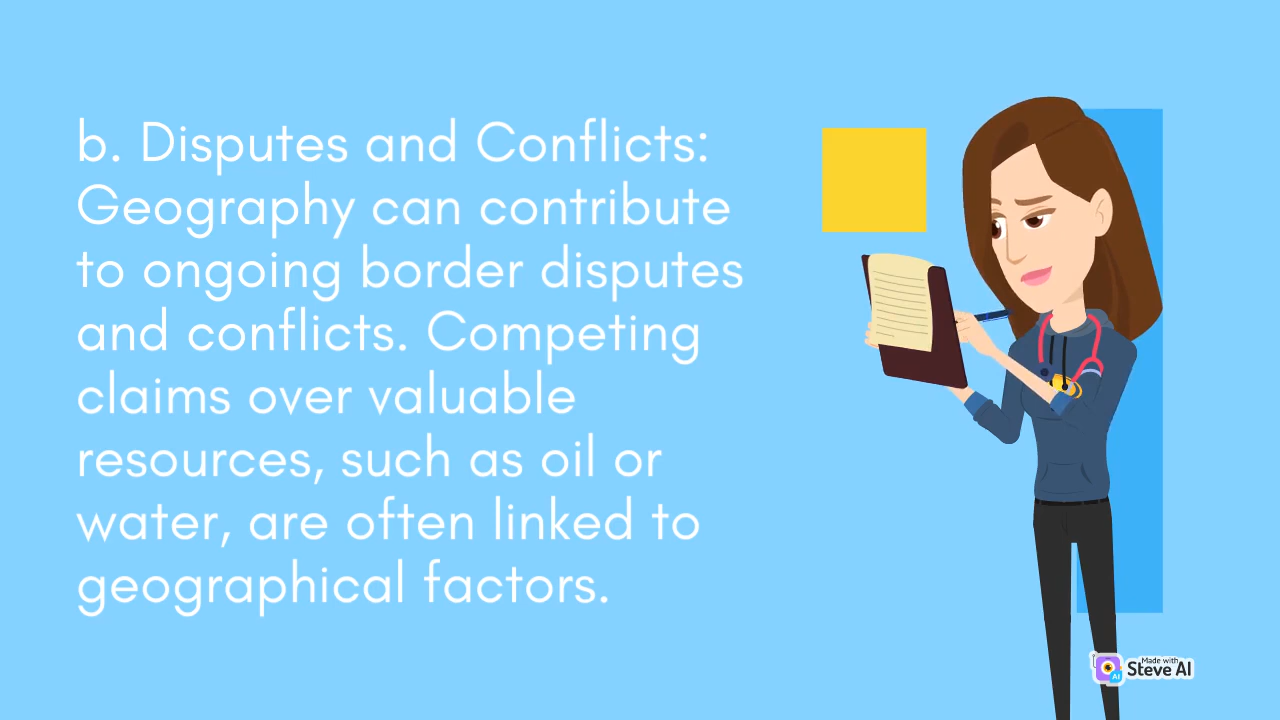 b. Disputes and Conflicts:
Geography can contribute
to ongoing border disputes
and conflicts. Competing
claims over valuable
resources, such as oil or
water, are often linked to
geographical factors.
Made with
Steve AI
AI